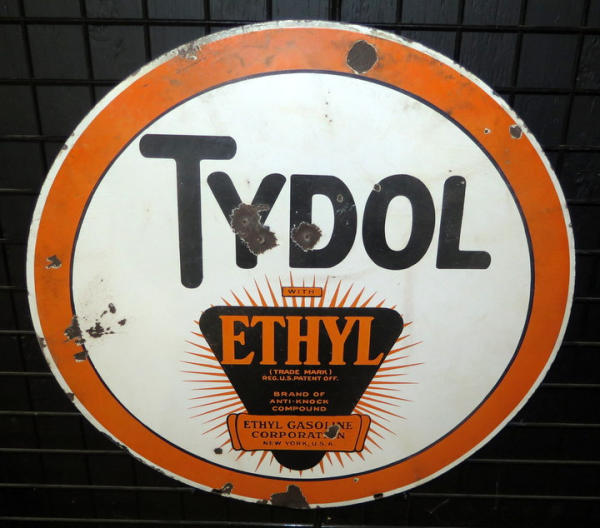 TYDOL
WITH
ETHYL
(TRADE MARK)
REG. U.S. PATENT OFF.
BRAND OF
ANTI-KNOCK
COMPOUND
ETHYL GASOLINE
CORPORATION
NEW YORK, U.S.A.